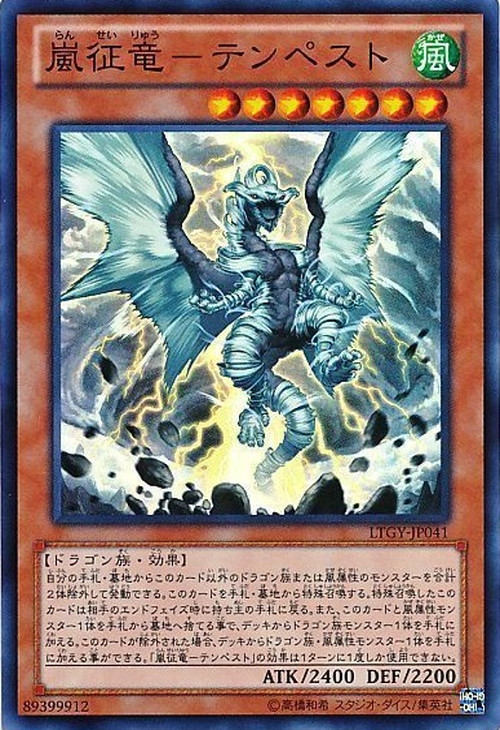 らん せい りゅう
嵐征竜－テンペスト
かぜ
風
LTGY-JP041
【ドラゴン族・効果】
自分の手札・墓地からこのカード以外のドラゴン族または風属性のモンスターを合計
２体除外して発動できる。このカードを手札・墓地から特殊召喚する。特殊召喚したこの
カードは相手のエンドフェイズ時に持ち主の手札に戻る。また、このカードと風属性モン
スター１体を手札から墓地へ捨てる事で、デッキからドラゴン族モンスター１体を手札に
加える。このカードが除外された場合、デッキからドラゴン族・風属性モンスター１体を手札
に加える事ができる。「嵐征竜－テンペスト」の効果は１ターンに１度しか使用できない。
ATK/2400 DEF/2200
89399912
©高橋和希 スタジオ・ダイス/集英社